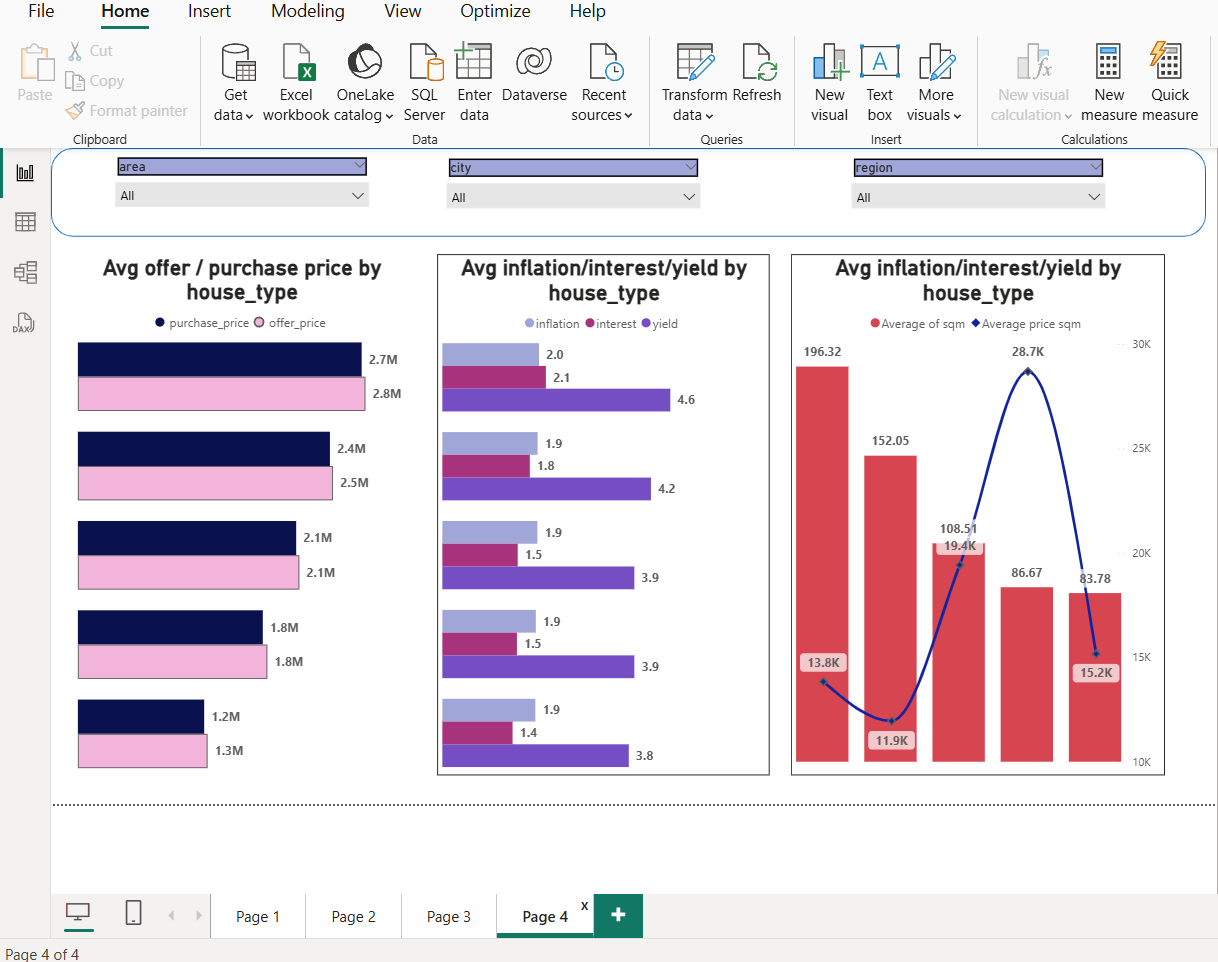 File Home Insert Modeling View Optimize Help
Paste
Cut
Copy
Format painter
Clipboard
Get data
Excel workbook
OneLake catalog
SQL Server
Enter data
Dataverse
Recent sources
Data
Transform data
Refresh
Queries
New visual
Text box
More visuals
Insert
New visual calculation
New measure
Quick measure
Calculations
DAX
area
All
city
All
region
All
Avg offer / purchase price by
house_type
purchase_price offer_price
2.7M
2.8M
2.4M
2.5M
2.1M
2.1M
1.8M
1.8M
1.2M
1.3M
Avg inflation/interest/yield by
house_type
inflation interest yield
2.0
2.1
4.6
1.9
1.8
4.2
1.9
1.5
3.9
1.9
1.5
3.9
1.9
1.4
3.8
Avg inflation/interest/yield by
house_type
Average of sqm Average price sqm
196.32
152.05
108.51
86.67
83.78
13.8K
11.9K
19.4K
28.7K
15.2K
30K
25K
20K
15K
10K
Page 1 Page 2 Page 3 Page 4 x +
Page 4 of 4